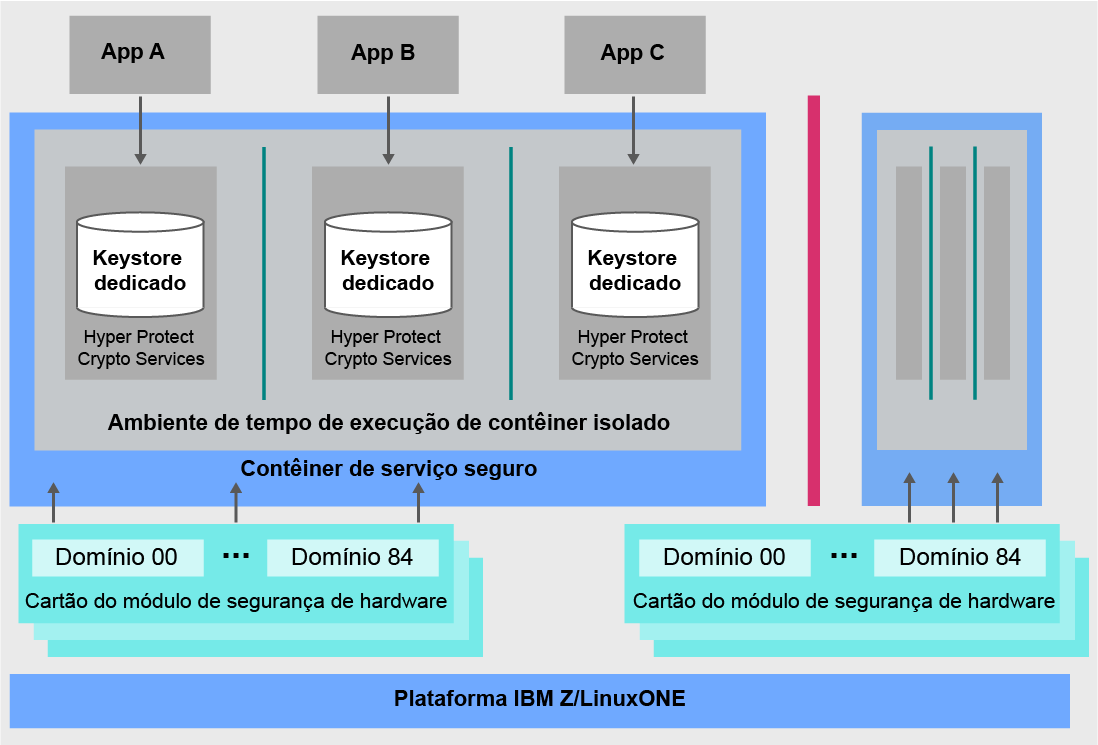 App A
App B
App C
Keystore
dedicado
Hyper Protect
Crypto Services
Keystore
dedicado
Hyper Protect
Crypto Services
Keystore
dedicado
Hyper Protect
Crypto Services
Ambiente de tempo de execução de contêiner isolado
Contêiner de serviço seguro
Domínio 00 ... Domínio 84
Cartão do módulo de segurança de hardware
Domínio 00 ... Domínio 84
Cartão do módulo de segurança de hardware
Plataforma IBM Z/LinuxONE